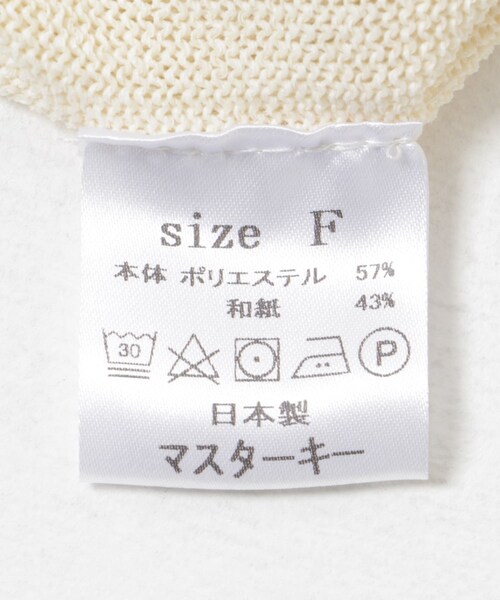 size F
本体 ポリエステル 57%
和紙 43%
30 P
日本製
マスターキー